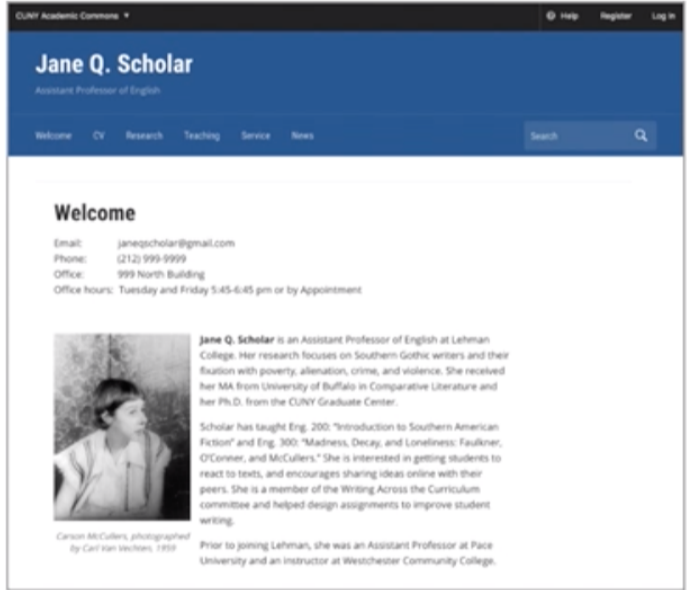 CUNY Academic Commons ▼
Help Register Log In
Jane Q. Scholar
Assistant Professor of English
Welcome CV Research Teaching Service News
Search
Welcome
Email: janeqscholar@gmail.com
Phone: (212) 999-9999
Office: 999 North Building
Office hours: Tuesday and Friday 5:45-6:45 pm or by Appointment
Jane Q. Scholar is an Assistant Professor of English at Lehman
College. Her research focuses on Southern Gothic writers and their
fixation with poverty, alienation, crime, and violence. She received
her MA from University of Buffalo in Comparative Literature and
her Ph.D. from the CUNY Graduate Center.
Scholar has taught Eng. 200: "Introduction to Southern American
Fiction" and Eng. 300: "Madness, Decay, and Loneliness: Faulkner,
O'Conner, and McCullers." She is interested in getting students to
react to texts, and encourages sharing ideas online with their
peers. She is a member of the Writing Across the Curriculum
committee and helped design assignments to improve student
writing.
Prior to joining Lehman, she was an Assistant Professor at Pace
University and an instructor at Westchester Community College.
Carson McCullers, photographed
by Carl Van Vechten, 1959